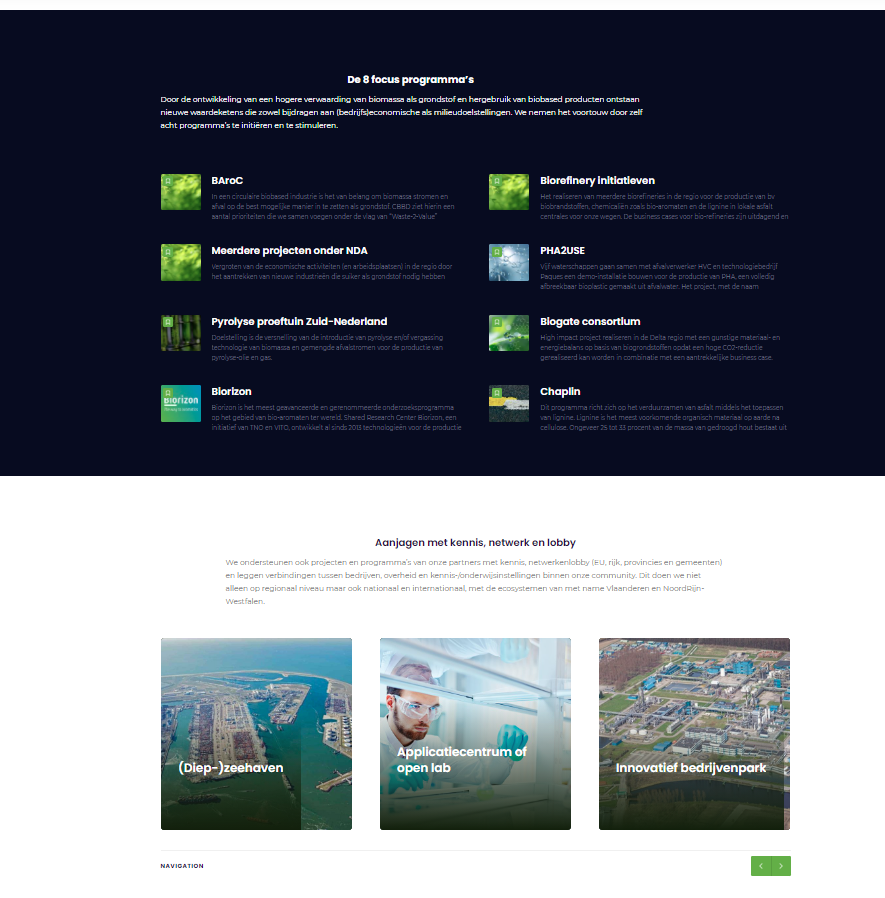 De 8 focus programma's
Door de ontwikkeling van een hogere verwaarding van biomassa als grondstof en hergebruik van biobased producten ontstaan
nieuwe waardeketens die zowel bijdragen aan (bedrijfs)economische als milieudoelstellingen. We nemen het voortouw door zelf
acht programma's te initiëren en te stimuleren.
BAroC
In een circulaire biobased industrie is het van belang om biomassa stromen en
afval op de best mogelijke manier in te zetten als grondstof. CBBD ziet hierin een
aantal prioriteiten die we samen voegen onder de vlag van "Waste-2-Value"
Biorefinery initiatieven
Het realiseren van meerdere biorefineries in de regio voor de productie van bv
biobrandstoffen, chemicaliën zoals bio-aromaten en de lignine in lokale asfalt
centrales voor onze wegen. De business cases voor bio-refineries zijn uitdagend en
Meerdere projecten onder NDA
Vergroten van de economische activiteiten (en arbeidsplaatsen) in de regio door
het aantrekken van nieuwe industrieën die suiker als grondstof nodig hebben
PHA2USE
Vijf waterschappen gaan samen met afvalverwerker HVC en technologiebedrijf
Paques een demo-installatie bouwen voor de productie van PHA, een volledig
afbreekbaar bioplastic gemaakt uit afvalwater. Het project, met de naam
Pyrolyse proeftuin Zuid-Nederland
Doelstelling is de versnelling van de introductie van pyrolyse en/of vergassing
technologie van biomassa en gemengde afvalstromen voor de productie van
pyrolyse-olie en gas.
Biogate consortium
High impact project realiseren in de Delta regio met een gunstige materiaal- en
energiebalans op basis van biogrondstoffen opdat een hoge CO2-reductie
gerealiseerd kan worden in combinatie met een aantrekkelijke business case.
BIORIZON
Biorizon
Biorizon is het meest geavanceerde en gerenommeerde onderzoeksprogramma
op het gebied van bio-aromaten ter wereld. Shared Research Center Biorizon, een
initiatief van TNO en VITO, ontwikkelt al sinds 2013 technologieën voor de productie
Chaplin
Dit programma richt zich op het verduurzamen van asfalt middels het toepassen
van lignine. Lignine is het meest voorkomende organisch materiaal op aarde na
cellulose. Ongeveer 25 tot 33 procent van de massa van gedroogd hout bestaat uit
Aanjagen met kennis, netwerk en lobby
We ondersteunen ook projecten en programma's van onze partners met kennis, netwerkenlobby (EU, rijk, provincies en gemeenten)
en leggen verbindingen tussen bedrijven, overheid en kennis-/onderwijsinstellingen binnen onze community. Dit doen we niet
alleen op regionaal niveau maar ook nationaal en internationaal, met de ecosystemen van met name Vlaanderen en NoordRijn-
Westfalen.
(Diep-)zeehaven
Applicatiecentrum of
open lab
Innovatief bedrijvenpark
NAVIGATION